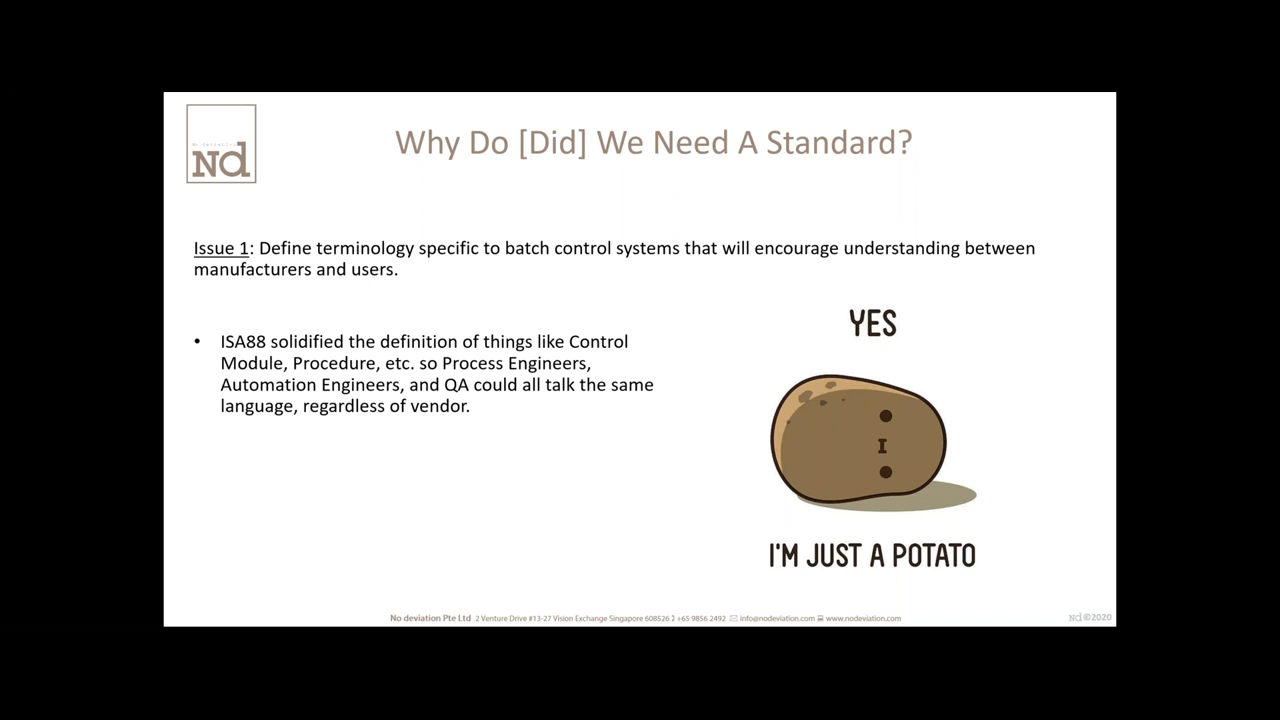 No deviation
Nd
Why Do [Did] We Need A Standard?
Issue 1: Define terminology specific to batch control systems that will encourage understanding between
manufacturers and users.
• ISA88 solidified the definition of things like Control
Module, Procedure, etc. so Process Engineers,
Automation Engineers, and QA could all talk the same
language, regardless of vendor.
YES
I'M JUST A POTATO
No deviation Pte Ltd 2 Venture Drive #13-27 Vision Exchange Singapore 608526 +65 9856 2492 info@nodeviation.com www.nodeviation.com
Nd ©2020